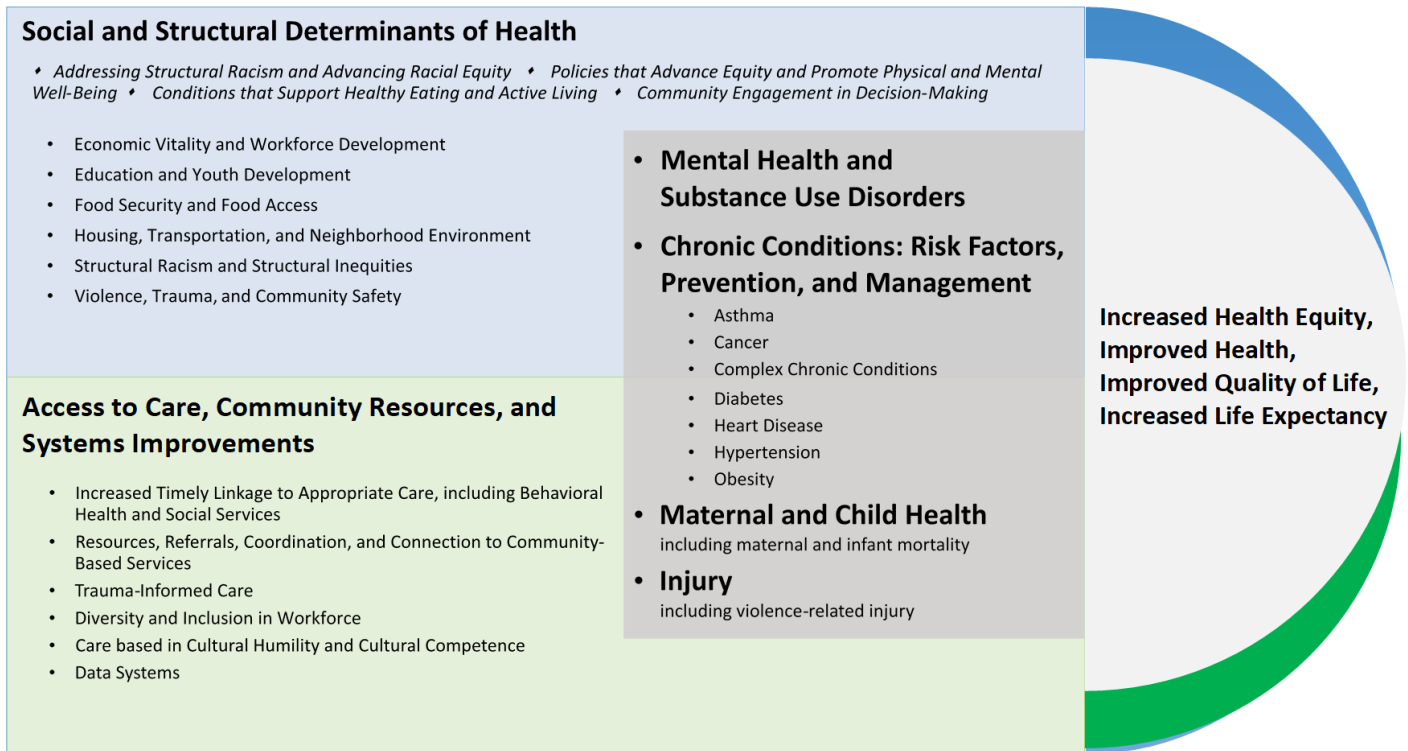 Social and Structural Determinants of Health
⬧ Addressing Structural Racism and Advancing Racial Equity ⬧ Policies that Advance Equity and Promote Physical and Mental
Well-Being ⬧ Conditions that Support Healthy Eating and Active Living ⬧ Community Engagement in Decision-Making
• Economic Vitality and Workforce Development
• Education and Youth Development
• Food Security and Food Access
• Housing, Transportation, and Neighborhood Environment
• Structural Racism and Structural Inequities
• Violence, Trauma, and Community Safety
Access to Care, Community Resources, and
Systems Improvements
• Increased Timely Linkage to Appropriate Care, including Behavioral
Health and Social Services
• Resources, Referrals, Coordination, and Connection to Community-
Based Services
• Trauma-Informed Care
• Diversity and Inclusion in Workforce
• Care based in Cultural Humility and Cultural Competence
• Data Systems
• Mental Health and
Substance Use Disorders
• Chronic Conditions: Risk Factors,
Prevention, and Management
• Asthma
• Cancer
• Complex Chronic Conditions
• Diabetes
• Heart Disease
• Hypertension
• Obesity
• Maternal and Child Health
including maternal and infant mortality
• Injury
including violence-related injury
Increased Health Equity,
Improved Health,
Improved Quality of Life,
Increased Life Expectancy